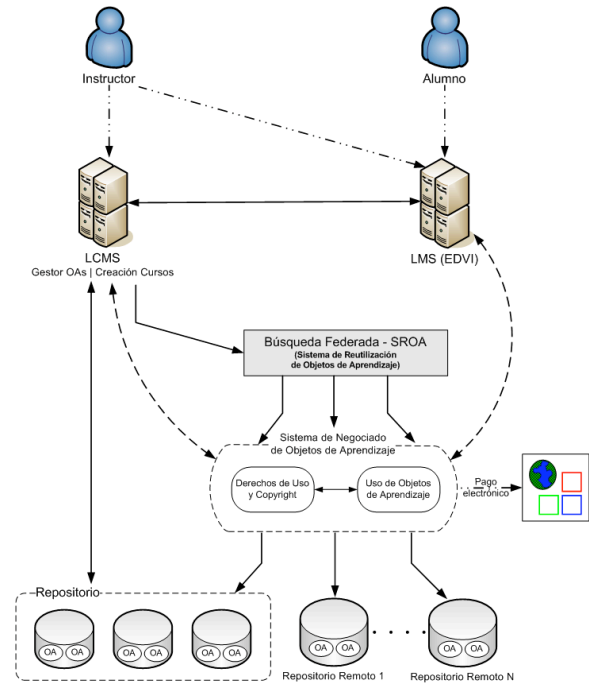 Instructor
Alumno
LCMS
Gestor OAs | Creación Cursos
LMS (EDVI)
Búsqueda Federada - SROA
(Sistema de Reutilización
de Objetos de Aprendizaje)
Sistema de Negociado
de Objetos de Aprendizaje
Derechos de Uso
y Copyright
Uso de Objetos
de Aprendizaje
Pago
electrónico
Repositorio
OA OA
OA OA
OA OA
OA OA
OA OA
Repositorio Remoto 1
Repositorio Remoto N